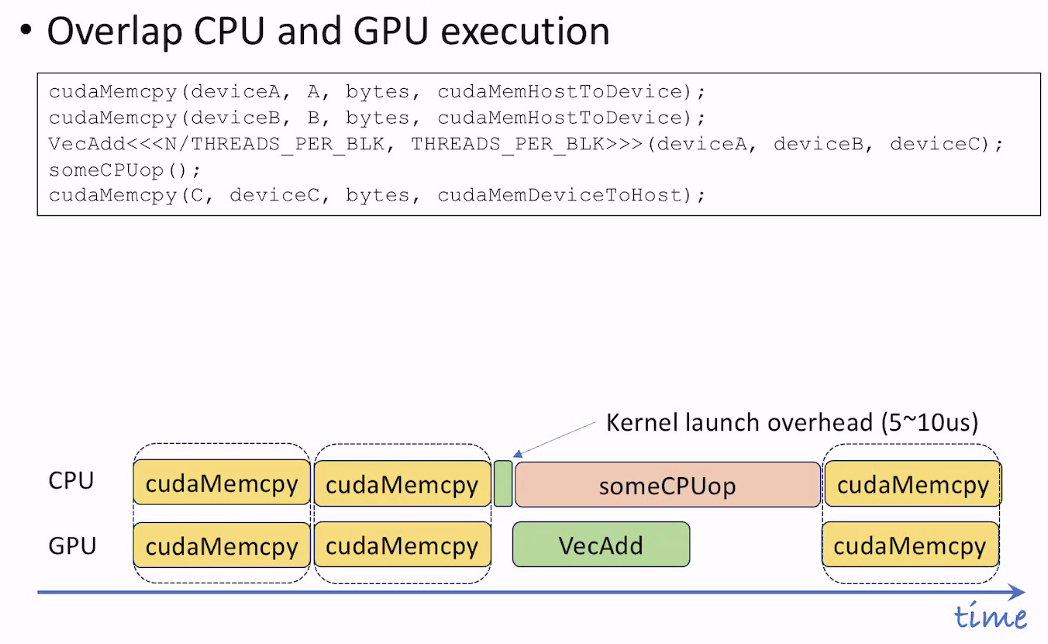 • Overlap CPU and GPU execution
cudaMemcpy(deviceA, A, bytes, cudaMemHostToDevice);
cudaMemcpy(deviceB, B, bytes, cudaMemHostToDevice);
VecAdd<<<N/THREADS_PER_BLK, THREADS_PER_BLK>>>(deviceA, deviceB, deviceC);
someCPUop();
cudaMemcpy(C, deviceC, bytes, cudaMemDeviceToHost);
Kernel launch overhead (5~10us)
CPU cudaMemcpy cudaMemcpy someCPUop cudaMemcpy
GPU cudaMemcpy cudaMemcpy VecAdd cudaMemcpy
time